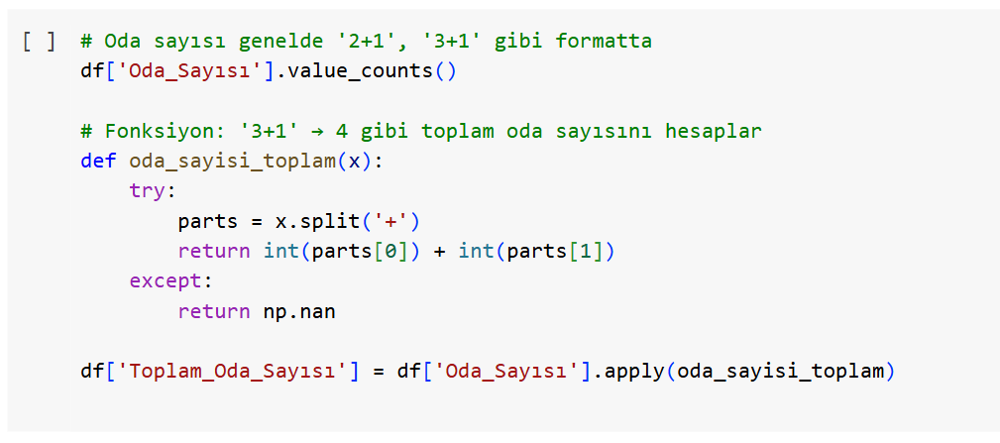 [ ] # Oda sayısı genelde '2+1', '3+1' gibi formatta
df['Oda_Sayısı'].value_counts()
# Fonksiyon: '3+1' → 4 gibi toplam oda sayısını hesaplar
def oda_sayisi_toplam(x):
try:
parts = x.split('+')
return int(parts[0]) + int(parts[1])
except:
return np.nan
df['Toplam_Oda_Sayısı'] = df['Oda_Sayısı'].apply(oda_sayisi_toplam)